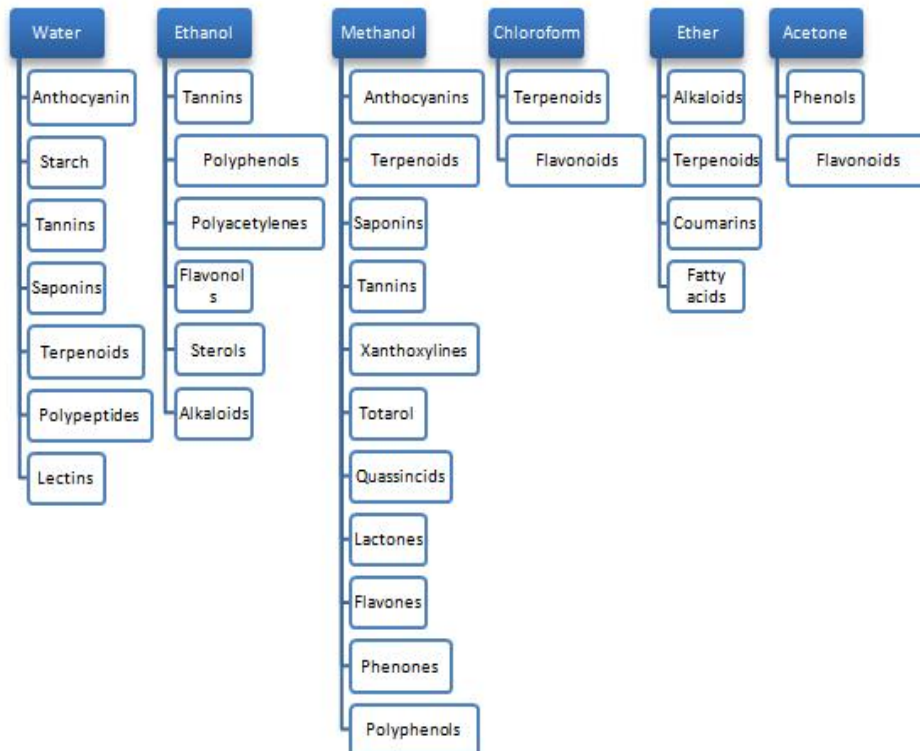 Water
Anthocyanin
Starch
Tannins
Saponins
Terpenoids
Polypeptides
Lectins
Ethanol
Tannins
Polyphenols
Polyacetylenes
Flavonol
s
Sterols
Alkaloids
Methanol
Anthocyanins
Terpenoids
Saponins
Tannins
Xanthoxylines
Totarol
Quassincids
Lactones
Flavones
Phenones
Polyphenols
Chloroform
Terpenoids
Flavonoids
Ether
Alkaloids
Terpenoids
Coumarins
Fatty
acids
Acetone
Phenols
Flavonoids